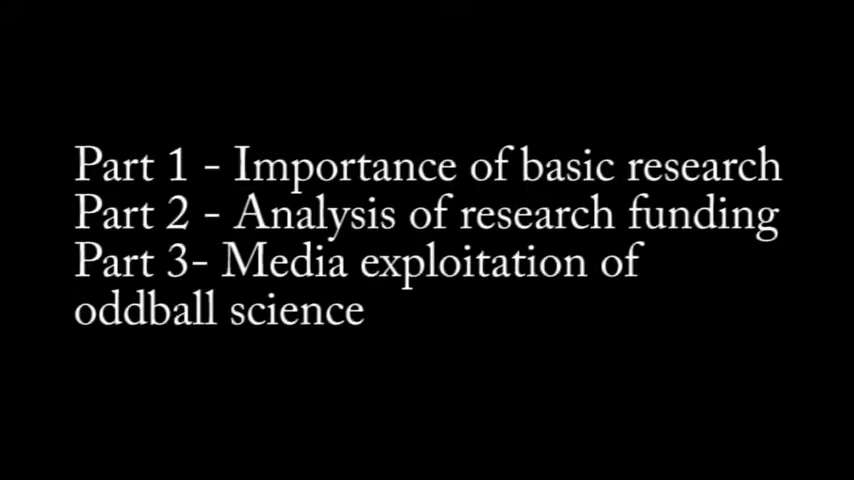 Part 1 - Importance of basic research
Part 2 - Analysis of research funding
Part 3- Media exploitation of
oddball science